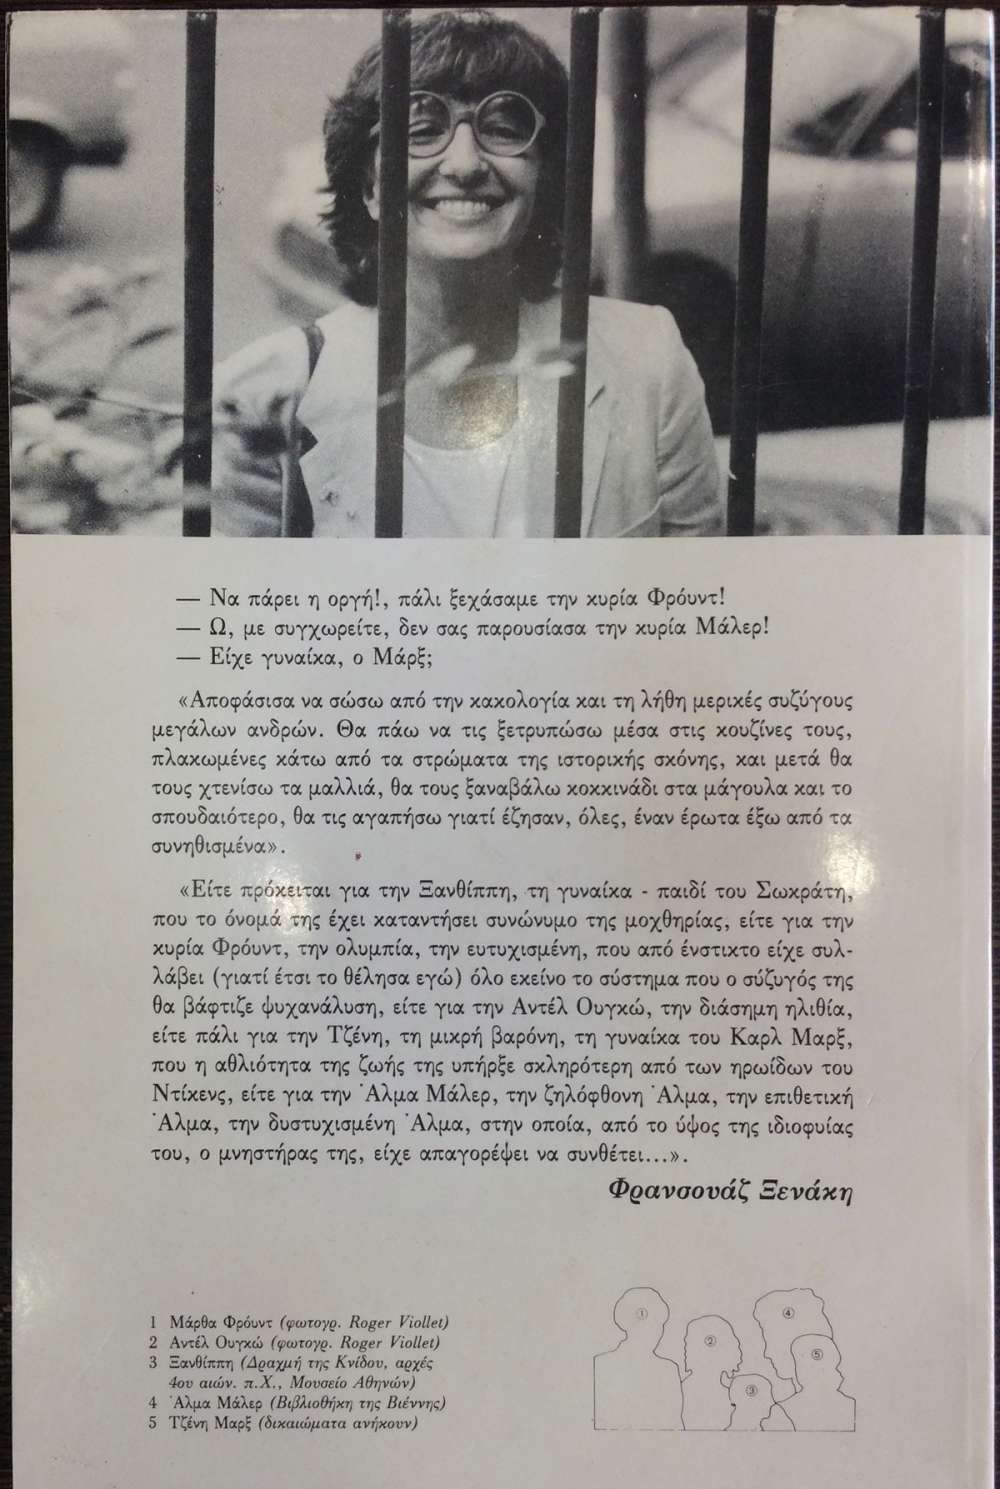 — Να πάρει η οργή!, πάλι ξεχάσαμε την κυρία Φρόυντ!
— Ω, με συγχωρείτε, δεν σας παρουσίασα την κυρία Μάλερ!
— Είχε γυναίκα, ο Μάρξ;
«Αποφάσισα να σώσω από την κακολογία και τη λήθη μερικές συζύγους
μεγάλων ανδρών. Θα πάω να τις ξετρυπώσω μέσα στις κουζίνες τους,
πλακωμένες κάτω από τα στρώματα της ιστορικής σκόνης, και μετά θα
τους χτενίσω τα μαλλιά, θα τους ξαναβάλω κοκκινάδι στα μάγουλα και το
σπουδαιότερο, θα τις αγαπήσω γιατί έζησαν, όλες, έναν έρωτα έξω από τα
συνηθισμένα».
«Είτε πρόκειται για την Ξανθίππη, τη γυναίκα - παιδί του Σωκράτη,
που το όνομά της έχει καταντήσει συνώνυμο της μοχθηρίας, είτε για την
κυρία Φρόυντ, την ολυμπία, την ευτυχισμένη, που από ένστικτο είχε συλ-
λάβει (γιατί έτσι το θέλησα εγώ) όλο εκείνο το σύστημα που ο σύζυγός της
θα βάφτιζε ψυχανάλυση, είτε για την Αντέλ Ουγκώ, την διάσημη ηλιθία,
είτε πάλι για την Τζένη, τη μικρή βαρόνη, τη γυναίκα του Καρλ Μαρξ,
που η αθλιότητα της ζωής της υπήρξε σκληρότερη από των ηρωίδων του
Ντίκενς, είτε για την Άλμα Μάλερ, την ζηλόφθονη Άλμα, την επιθετική
Άλμα, την δυστυχισμένη Άλμα, στην οποία, από το ύψος της ιδιοφυίας
του, ο μνηστήρας της, είχε απαγορέψει να συνθέτει...».
Φρανσουάζ Ξενάκη
1 Μάρθα Φρόυντ (φωτογρ. Roger Viollet)
2 Αντέλ Ουγκώ (φωτογρ. Roger Viollet)
3 Ξανθίππη (Δραχμή της Κνίδου, αρχές
4ου αιών. π.Χ., Μουσείο Αθηνών)
4 Άλμα Μάλερ (Βιβλιοθήκη της Βιέννης)
5 Τζένη Μαρξ (δικαιώματα ανήκουν)
1
2
3
4
5